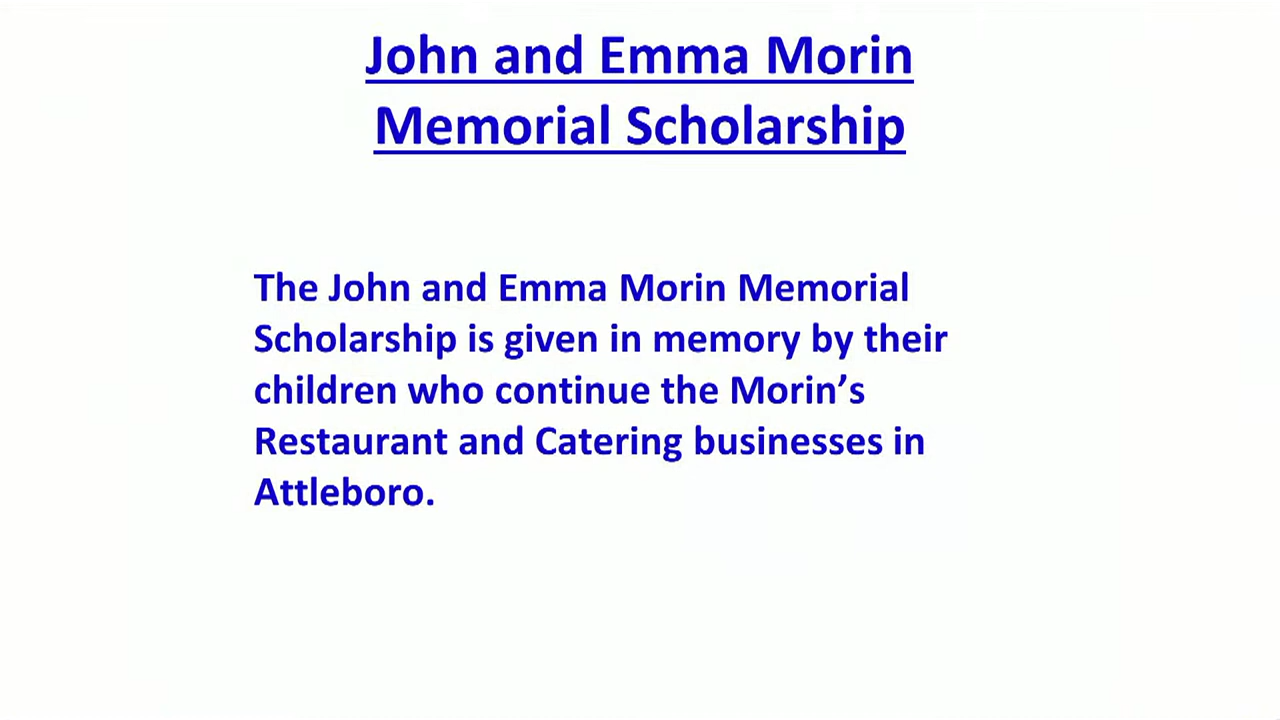 John and Emma Morin
Memorial Scholarship
The John and Emma Morin Memorial
Scholarship is given in memory by their
children who continue the Morin’s
Restaurant and Catering businesses in
Attleboro.